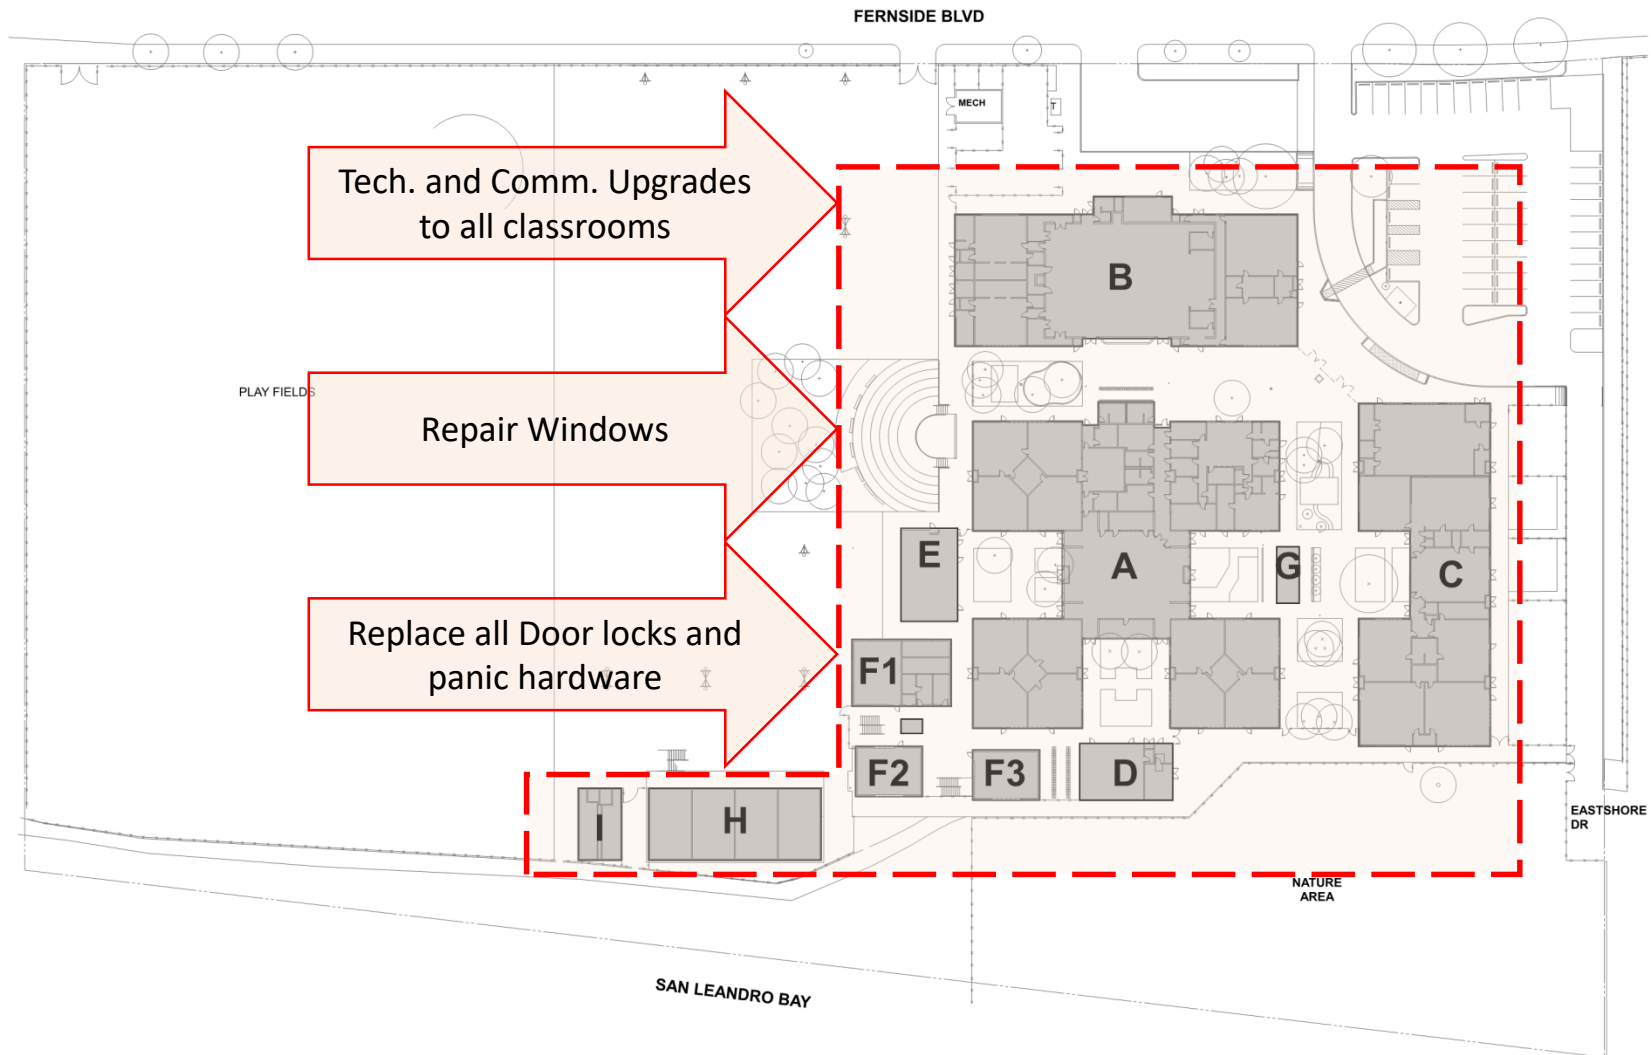 FERNSIDE BLVD
MECH
T
Tech. and Comm. Upgrades
to all classrooms
B
PLAY FIELDS
Repair Windows
E
A
G
C
Replace all Door locks and
panic hardware
F1
F2
F3
D
I
H
EASTSHORE
DR
NATURE
AREA
SAN LEANDRO BAY